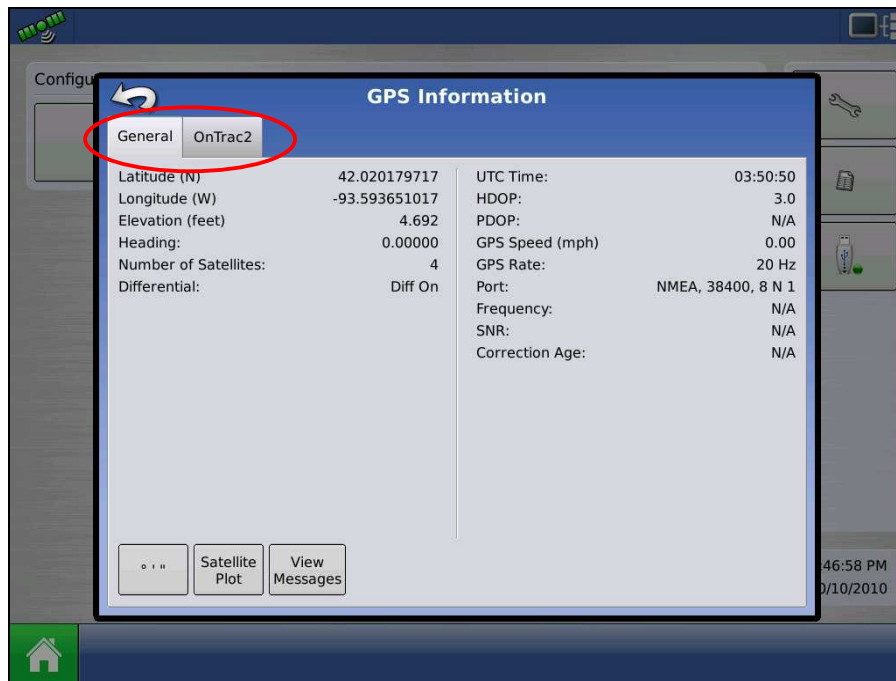 Configu
GPS Information
General OnTrac2
Latitude (N) 42.020179717
Longitude (W) -93.593651017
Elevation (feet) 4.692
Heading: 0.00000
Number of Satellites: 4
Differential: Diff On
UTC Time: 03:50:50
HDOP: 3.0
PDOP: N/A
GPS Speed (mph) 0.00
GPS Rate: 20 Hz
Port: NMEA, 38400, 8 N 1
Frequency: N/A
SNR: N/A
Correction Age: N/A
° ' "
Satellite
Plot
View
Messages
:46:58 PM
0/10/2010